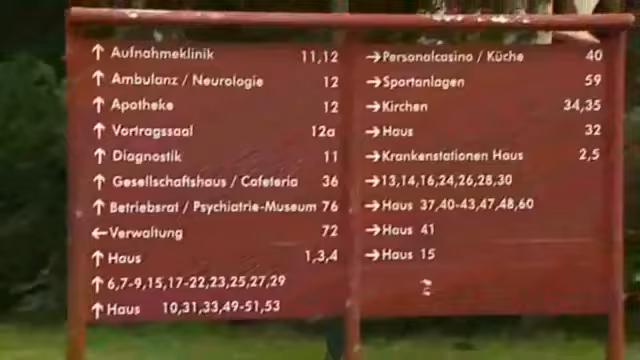 ↑ Aufnahmeklinik 11,12
↑ Ambulanz / Neurologie 12
↑ Apotheke 12
↑ Vortragssaal 12a
↑ Diagnostik 11
↑ Gesellschaftshaus / Cafeteria 36
↑ Betriebsrat / Psychiatrie-Museum 76
←Verwaltung 72
↑ Haus 1,3,4
↑ 6,7-9,15,17-22,23,25,27,29
↑ Haus 10,31,33,49-51,53
→Personalcasino / Küche 40
→Sportanlagen 59
→Kirchen 34,35
→Haus 32
→Krankenstationen Haus 2,5
→13,14,16,24,26,28,30
→Haus 37,40-43,47,48,60
→Haus 41
→Haus 15